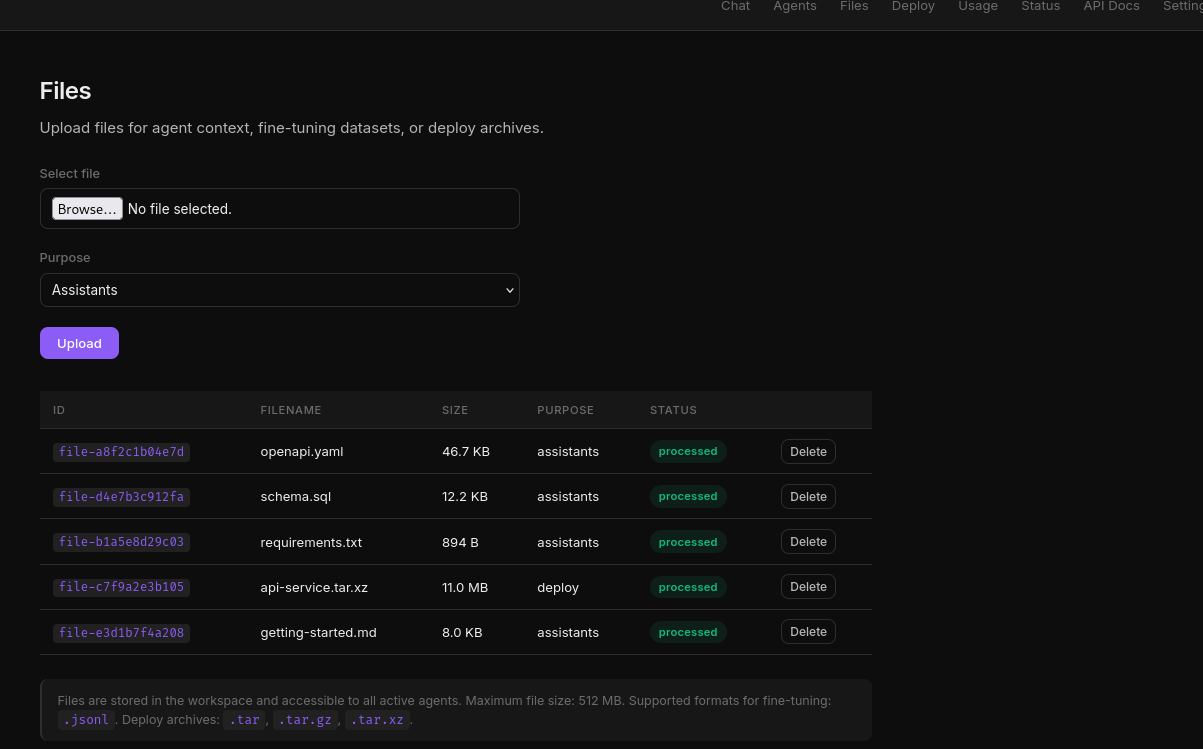 Chat Agents Files Deploy Usage Status API Docs
Files
Upload files for agent context, fine-tuning datasets, or deploy archives.
Select file
Browse... No file selected.
Purpose
Assistants
Upload
ID FILENAME SIZE PURPOSE STATUS
file-a8f2c1b04e7d openapi.yaml 46.7 KB assistants processed Delete
file-d4e7b3c912fa schema.sql 12.2 KB assistants processed Delete
file-b1a5e8d29c03 requirements.txt 894 B assistants processed Delete
file-c7f9a2e3b105 api-service.tar.xz 11.0 MB deploy processed Delete
file-e3d1b7f4a208 getting-started.md 8.0 KB assistants processed Delete
Files are stored in the workspace and accessible to all active agents. Maximum file size: 512 MB. Supported formats for fine-tuning:
.jsonl. Deploy archives: .tar, .tar.gz, .tar.xz.